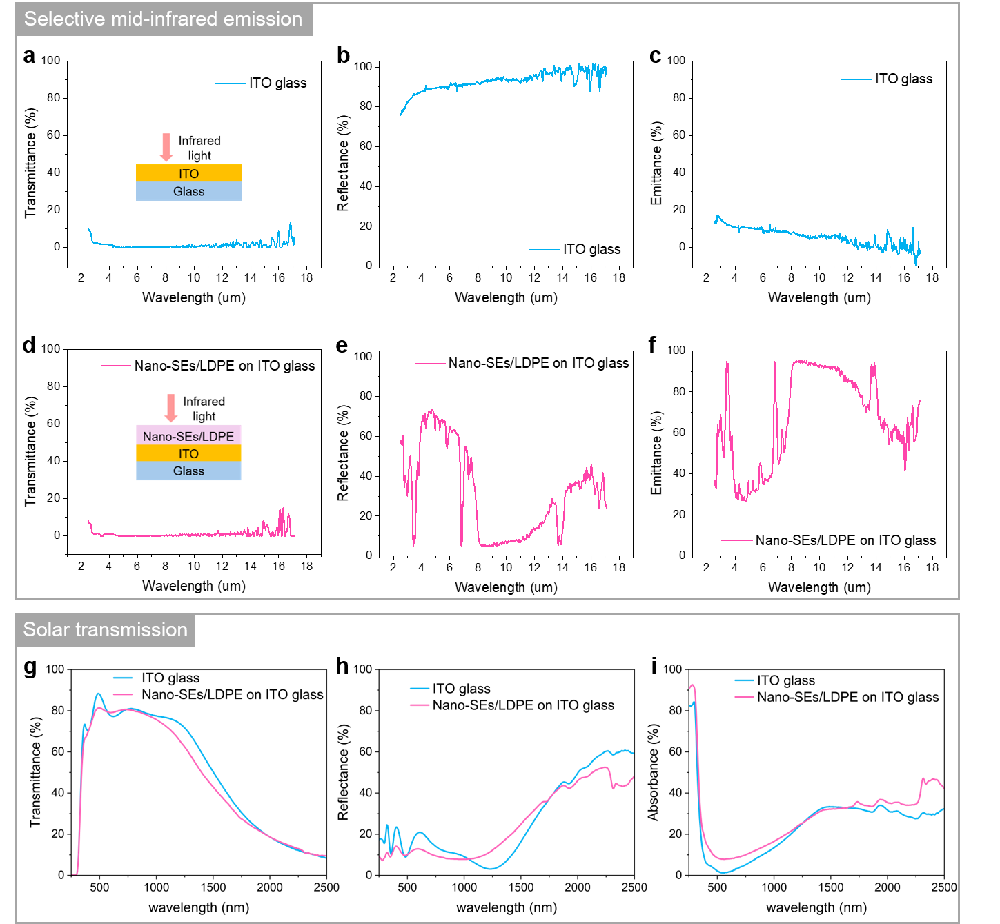 Selective mid-infrared emission
a
100
80
60
40
20
0
Transmittance (%)
ITO glass
Infrared
light
ITO
Glass
2 4 6 8 10 12 14 16 18
Wavelength (um)
b
100
80
60
40
20
0
Reflectance (%)
ITO glass
2 4 6 8 10 12 14 16 18
Wavelength (um)
c
100
80
60
40
20
0
Emittance (%)
ITO glass
2 4 6 8 10 12 14 16 18
Wavelength (um)
d
100
80
60
40
20
0
Transmittance (%)
Nano-SEs/LDPE on ITO glass
Infrared
light
Nano-SEs/LDPE
ITO
Glass
2 4 6 8 10 12 14 16 18
Wavelength (um)
e
100
80
60
40
20
0
Reflectance (%)
Nano-SEs/LDPE on ITO glass
2 4 6 8 10 12 14 16 18
Wavelength (um)
f
100
80
60
40
20
0
Emittance (%)
Nano-SEs/LDPE on ITO glass
2 4 6 8 10 12 14 16 18
Wavelength (um)
Solar transmission
g
100
80
60
40
20
0
Transmittance (%)
ITO glass
Nano-SEs/LDPE on ITO glass
500 1000 1500 2000 2500
wavelength (nm)
h
100
80
60
40
20
0
Reflectance (%)
ITO glass
Nano-SEs/LDPE on ITO glass
500 1000 1500 2000 2500
wavelength (nm)
i
100
80
60
40
20
0
Absorbance (%)
ITO glass
Nano-SEs/LDPE on ITO glass
500 1000 1500 2000 2500
wavelength (nm)